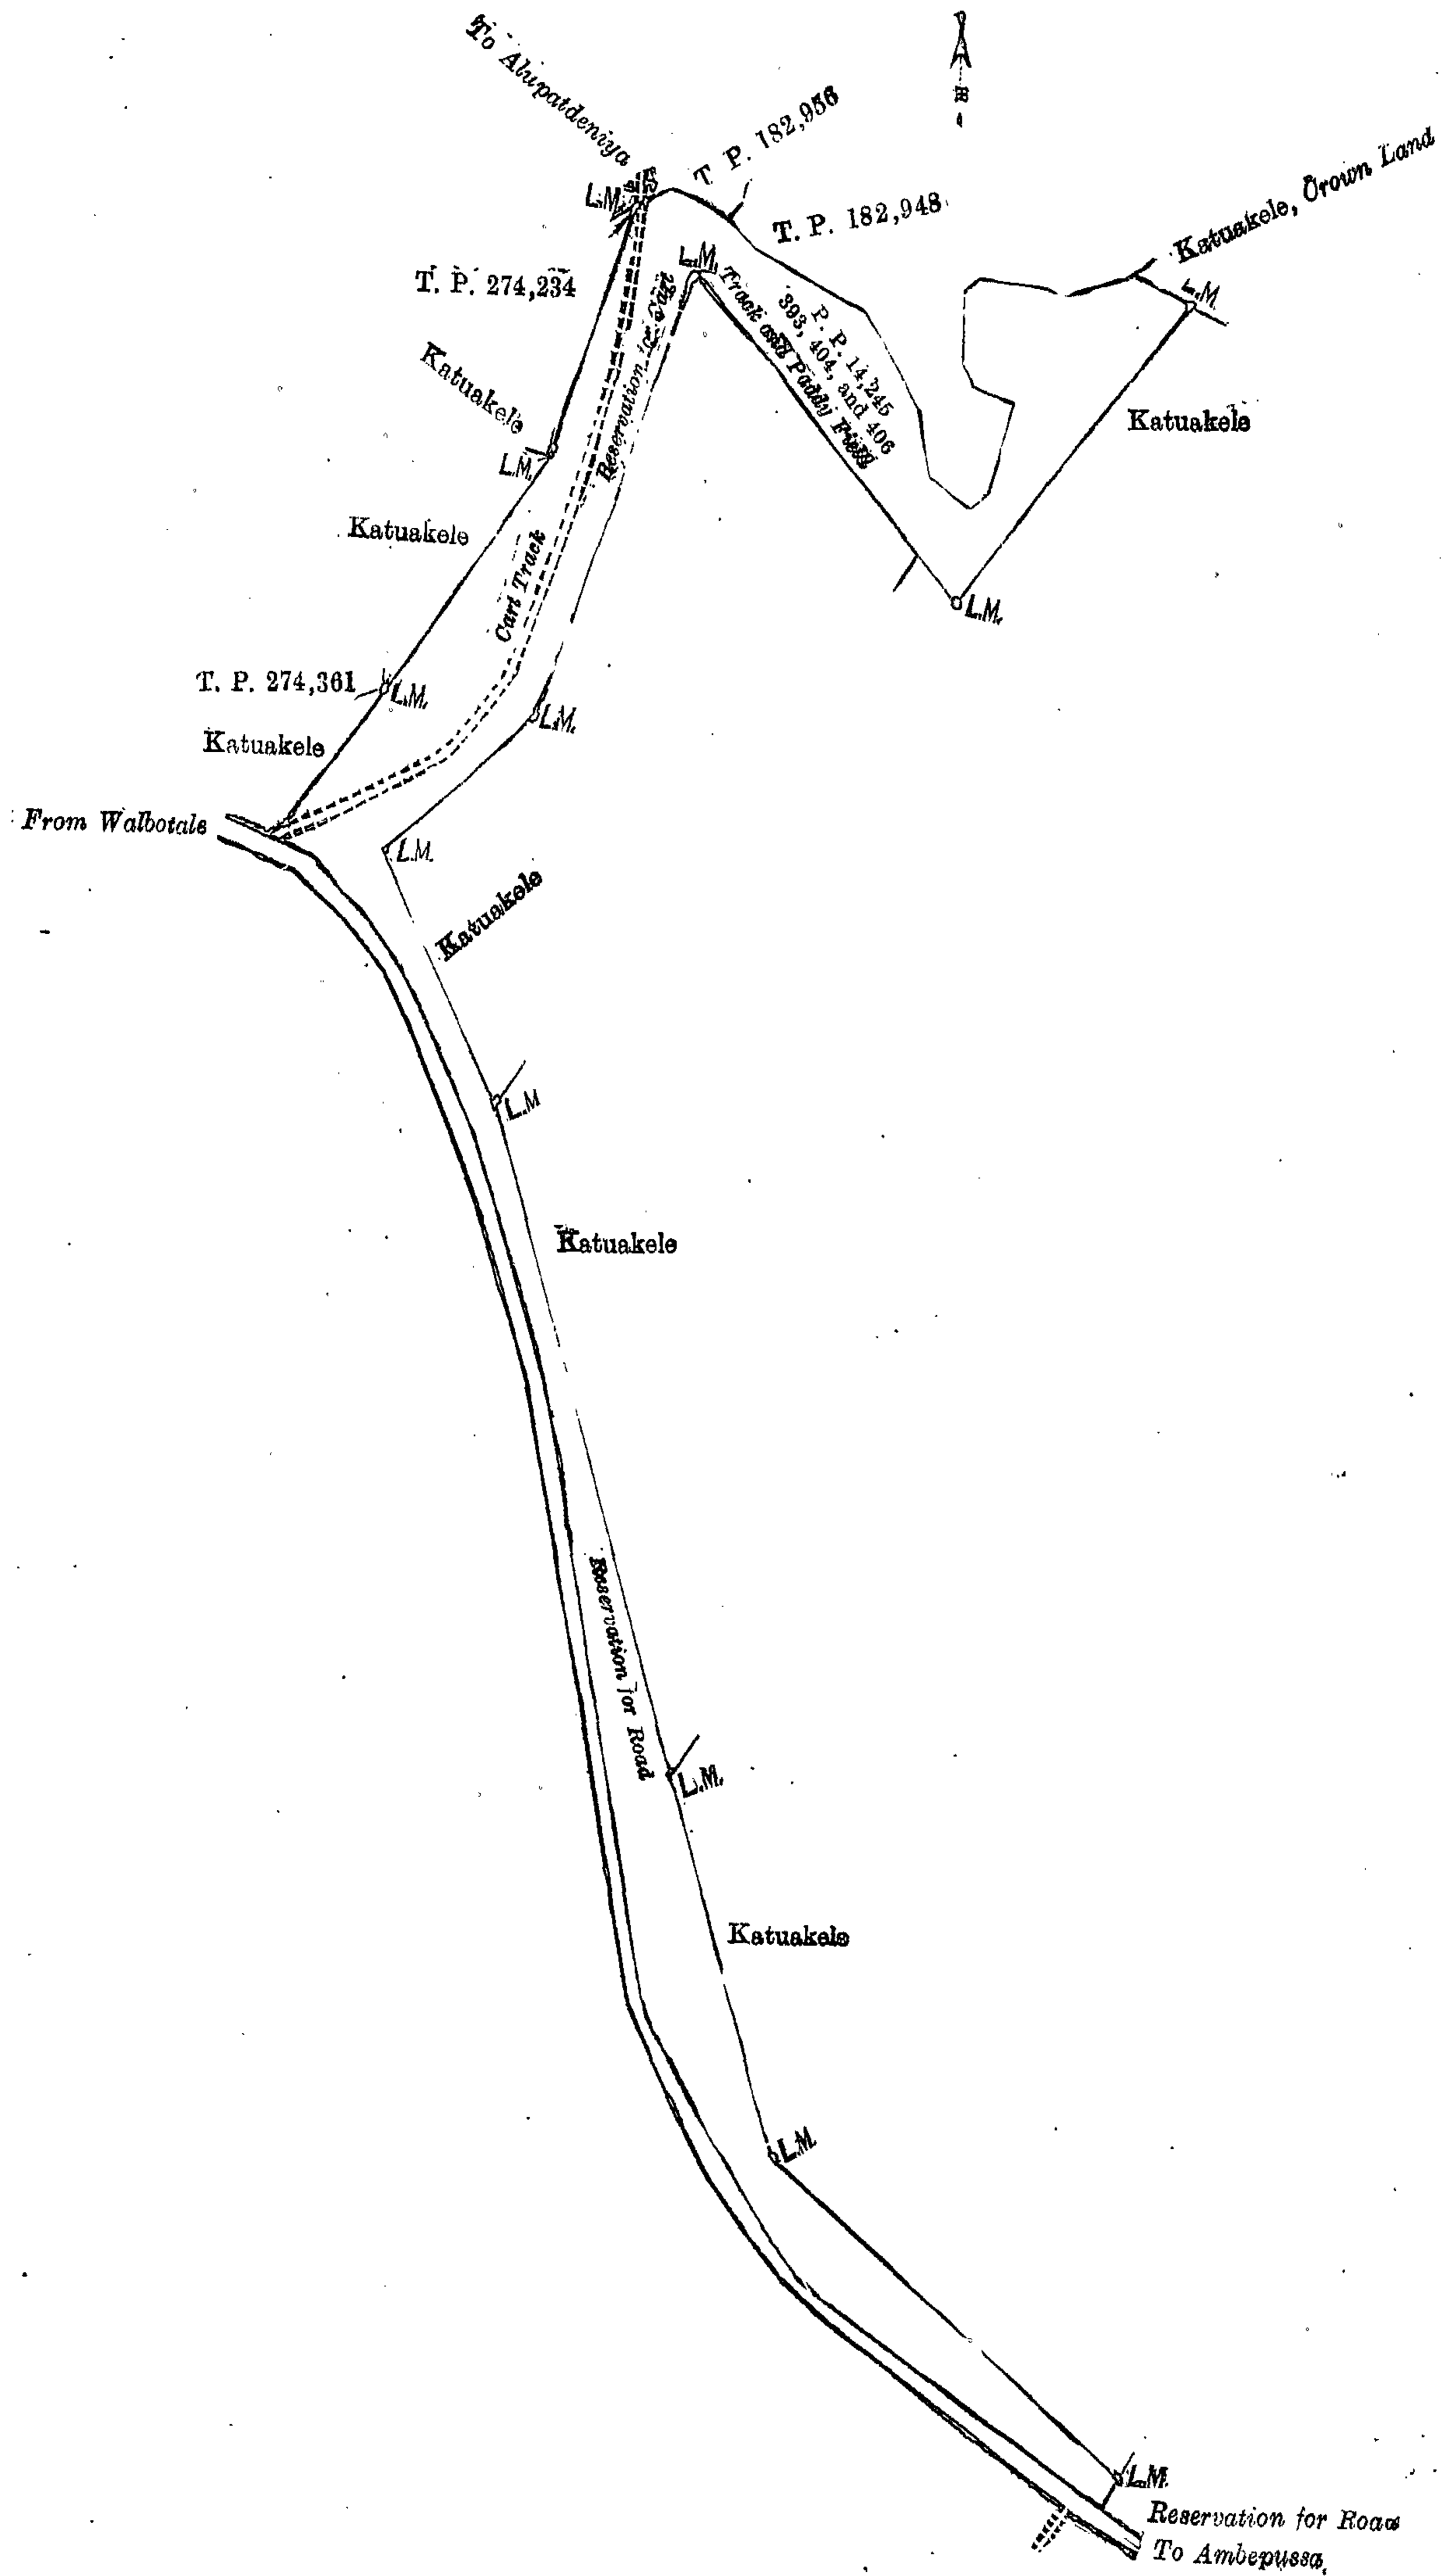 To Alupatdeniya
T. P. 182,956
L.M.
T. P. 182,948
Katuakele, Crown Land
L.M.
L.M.
T. P. 274,234
Reservation for Cart
Track and Paddy Field
P. P. 14,245
393, 404, and 406
Katuakele
Katuakele
L.M.
Katuakele
Cart Track
L.M.
T. P. 274,361
L.M.
L.M.
Katuakele
From Walbotale
L.M.
Katuakele
L.M
Katuakele
Reservation for Road
L.M.
Katuakele
L.M.
L.M.
Reservation for Road
To Ambepussa.